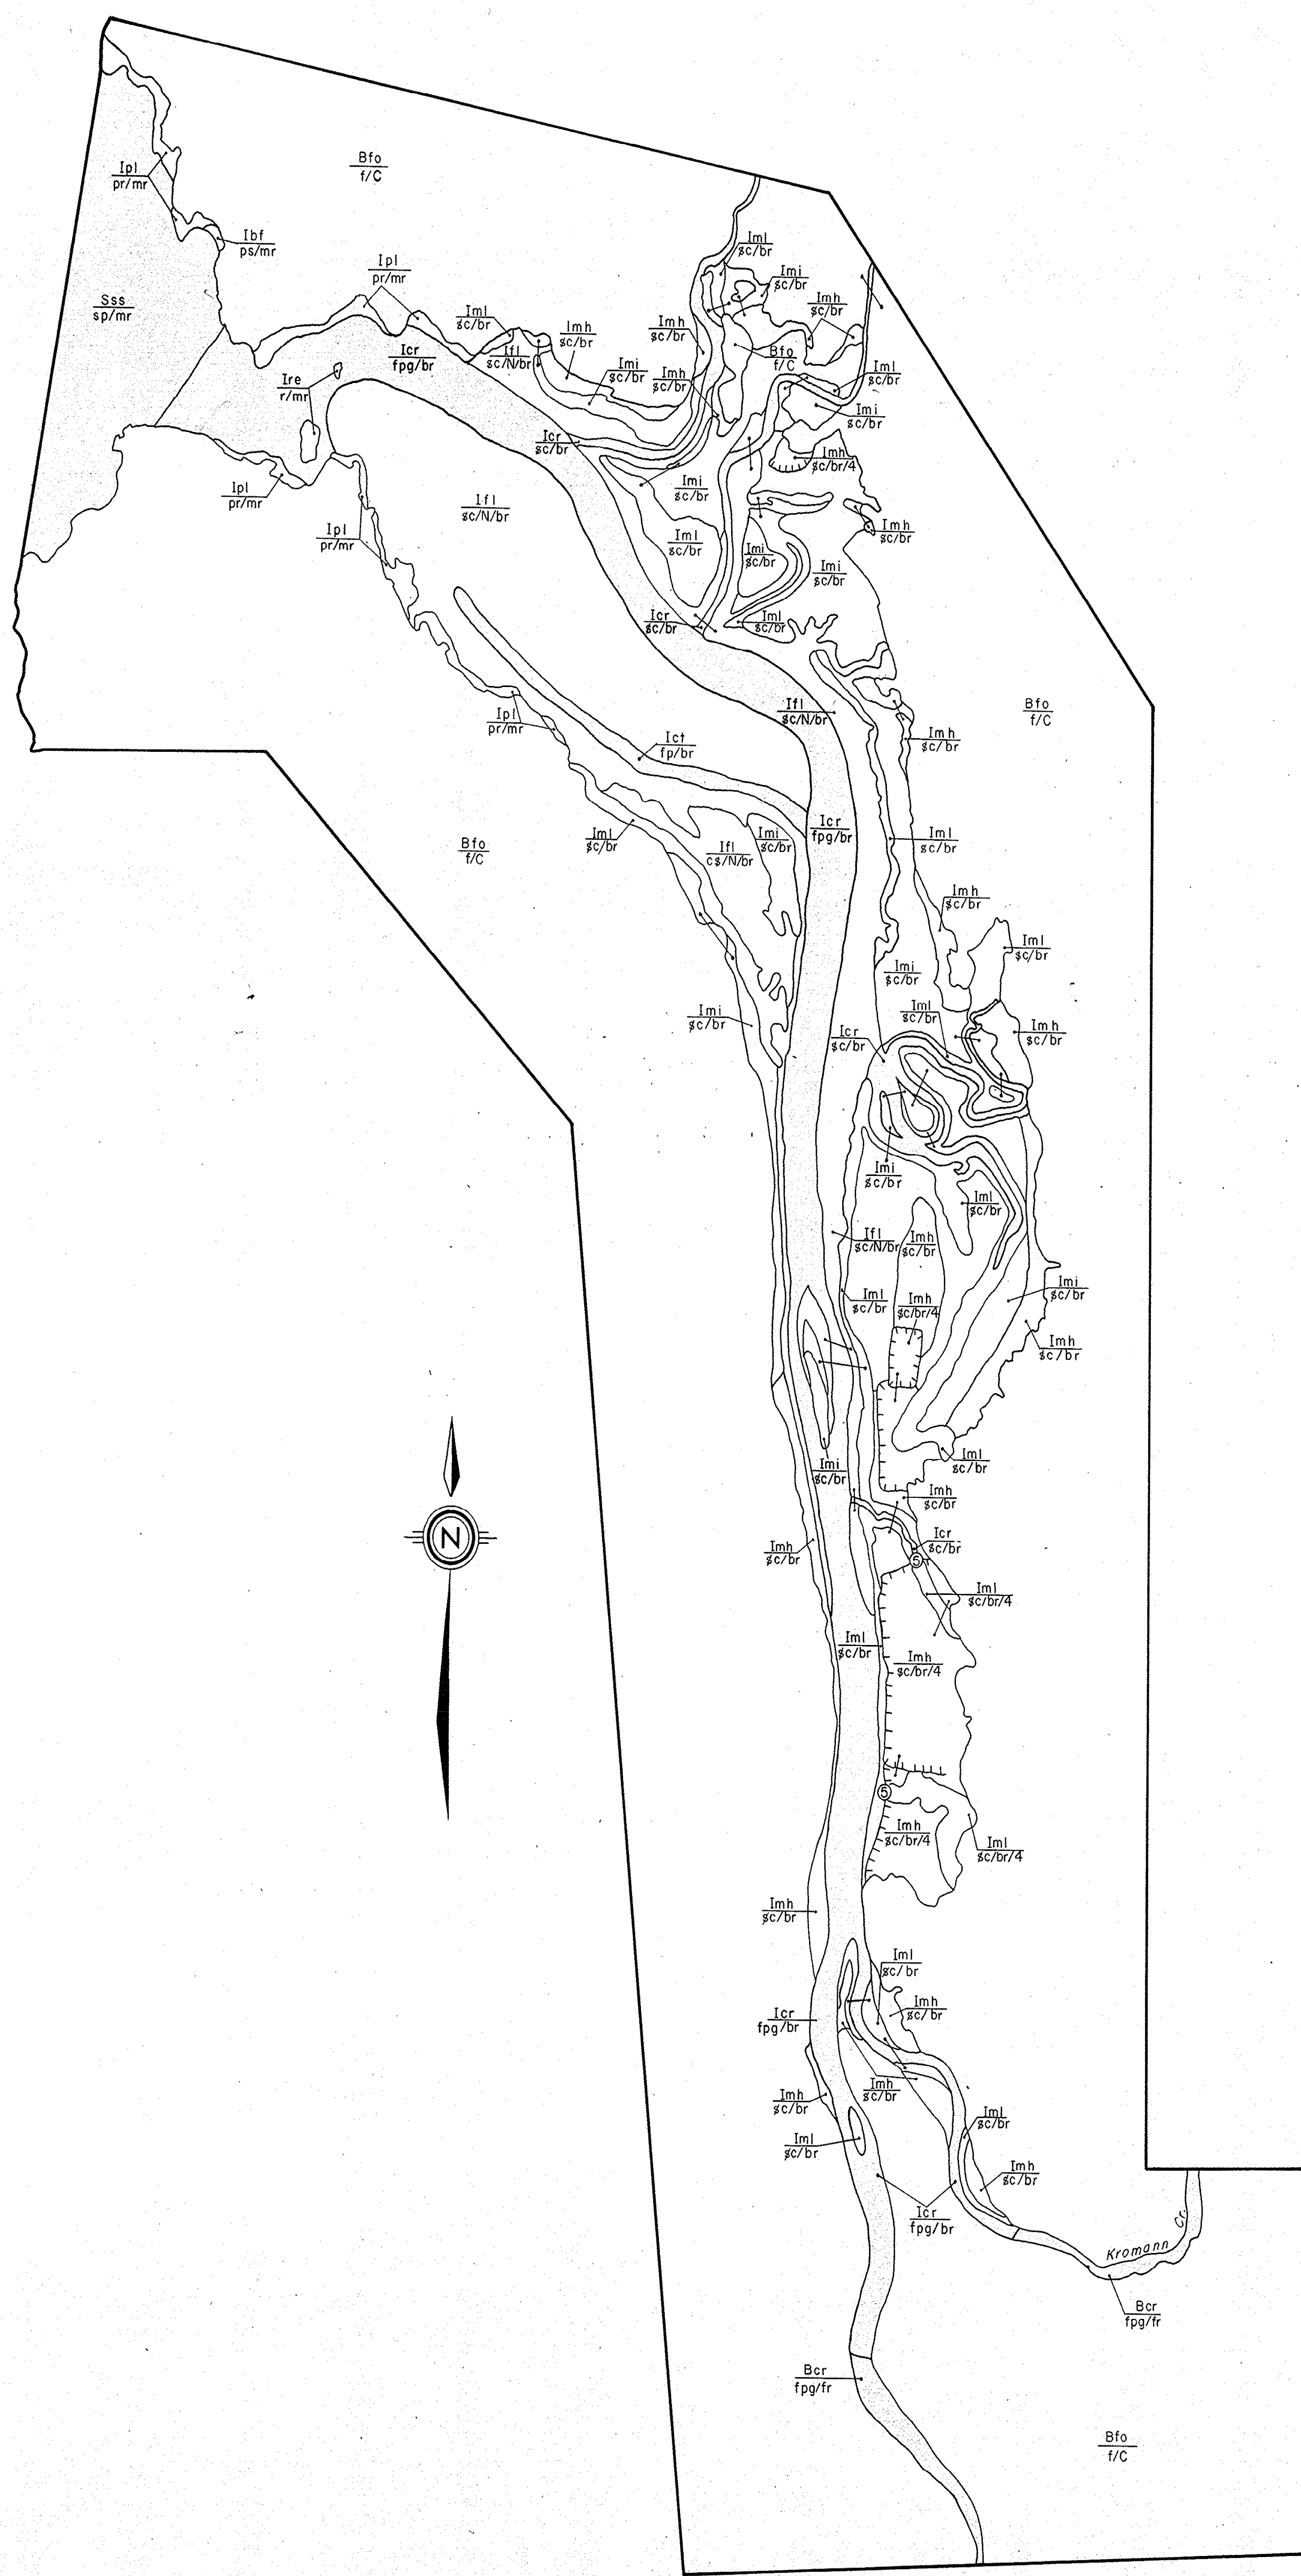 Bfo
f/C
Ipl
pr/mr
Ibf
ps/mr
Iml
$c/br
Ipl
pr/mr
Imi
$c/br
Sss
sp/mr
Imh
$c/br
Iml
$c/br
Imh
$c/br
Imh
$c/br
Icr
fpg/br
Ifl
$c/N/br
Bfo
f/C
Imi
$c/br
Iml
$c/br
Ire
r/mr
Imh
$c/br
Imi
$c/br
Icr
$c/br
Imh
$c/br/4
Ipl
pr/mr
Imi
$c/br
Ifl
$c/N/br
Imh
$c/br
Ipl
pr/mr
Iml
$c/br
Imi
$c/br
Imi
$c/br
Icr
$c/br
Iml
$c/br
Ifl
$c/N/br
Bfo
f/C
Ipl
pr/mr
Imh
$c/br
Ict
fp/br
Icr
fpg/br
Iml
$c/br
Iml
$c/br
Imi
$c/br
Bfo
f/C
Ifl
c$/N/br
Imh
$c/br
Iml
$c/br
Imi
$c/br
Imi
$c/br
Iml
$c/br
Imh
$c/br
Icr
$c/br
Imi
$c/br
Iml
$c/br
Ifl
$c/N/br
Imh
$c/br
Imi
$c/br
Iml
$c/br
Imh
$c/br/4
Imh
$c/br
Iml
$c/br
Imi
$c/br
Imh
$c/br
N
Imh
$c/br
Icr
$c/br
5
Iml
$c/br/4
Iml
$c/br
Imh
$c/br/4
5
Imh
$c/br/4
Iml
$c/br/4
Imh
$c/br
Iml
$c/br
Imh
$c/br
Icr
fpg/br
Imh
$c/br
Imh
$c/br
Iml
$c/br
Iml
$c/br
Imh
$c/br
Icr
fpg/br
Kromann Cr.
Bcr
fpg/fr
Bcr
fpg/fr
Bfo
f/C